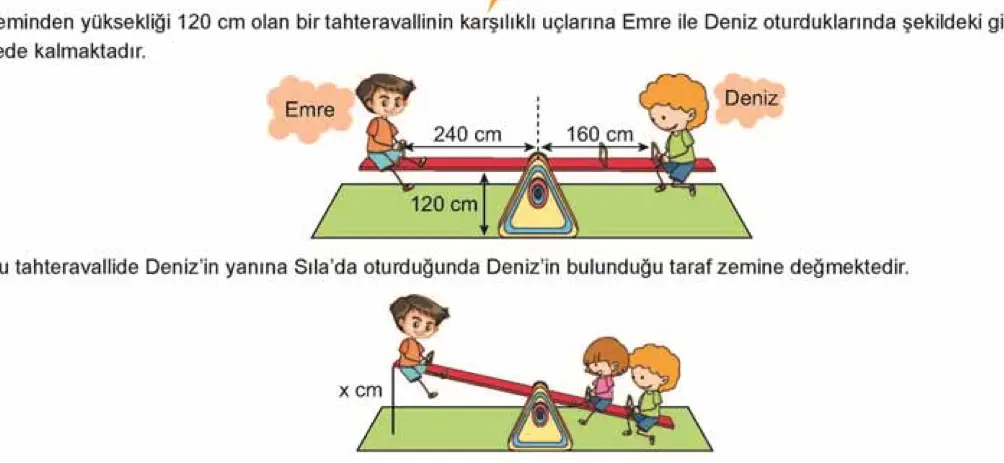 eminden yüksekliği 120 cm olan bir tahteravallinin karşılıklı uçlarına Emre ile Deniz oturduklarında şekildeki gi
ede kalmaktadır.
Emre
Deniz
240 cm
160 cm
120 cm
u tahteravallide Deniz'in yanına Sıla'da oturduğunda Deniz'in bulunduğu taraf zemine değmektedir.
x cm